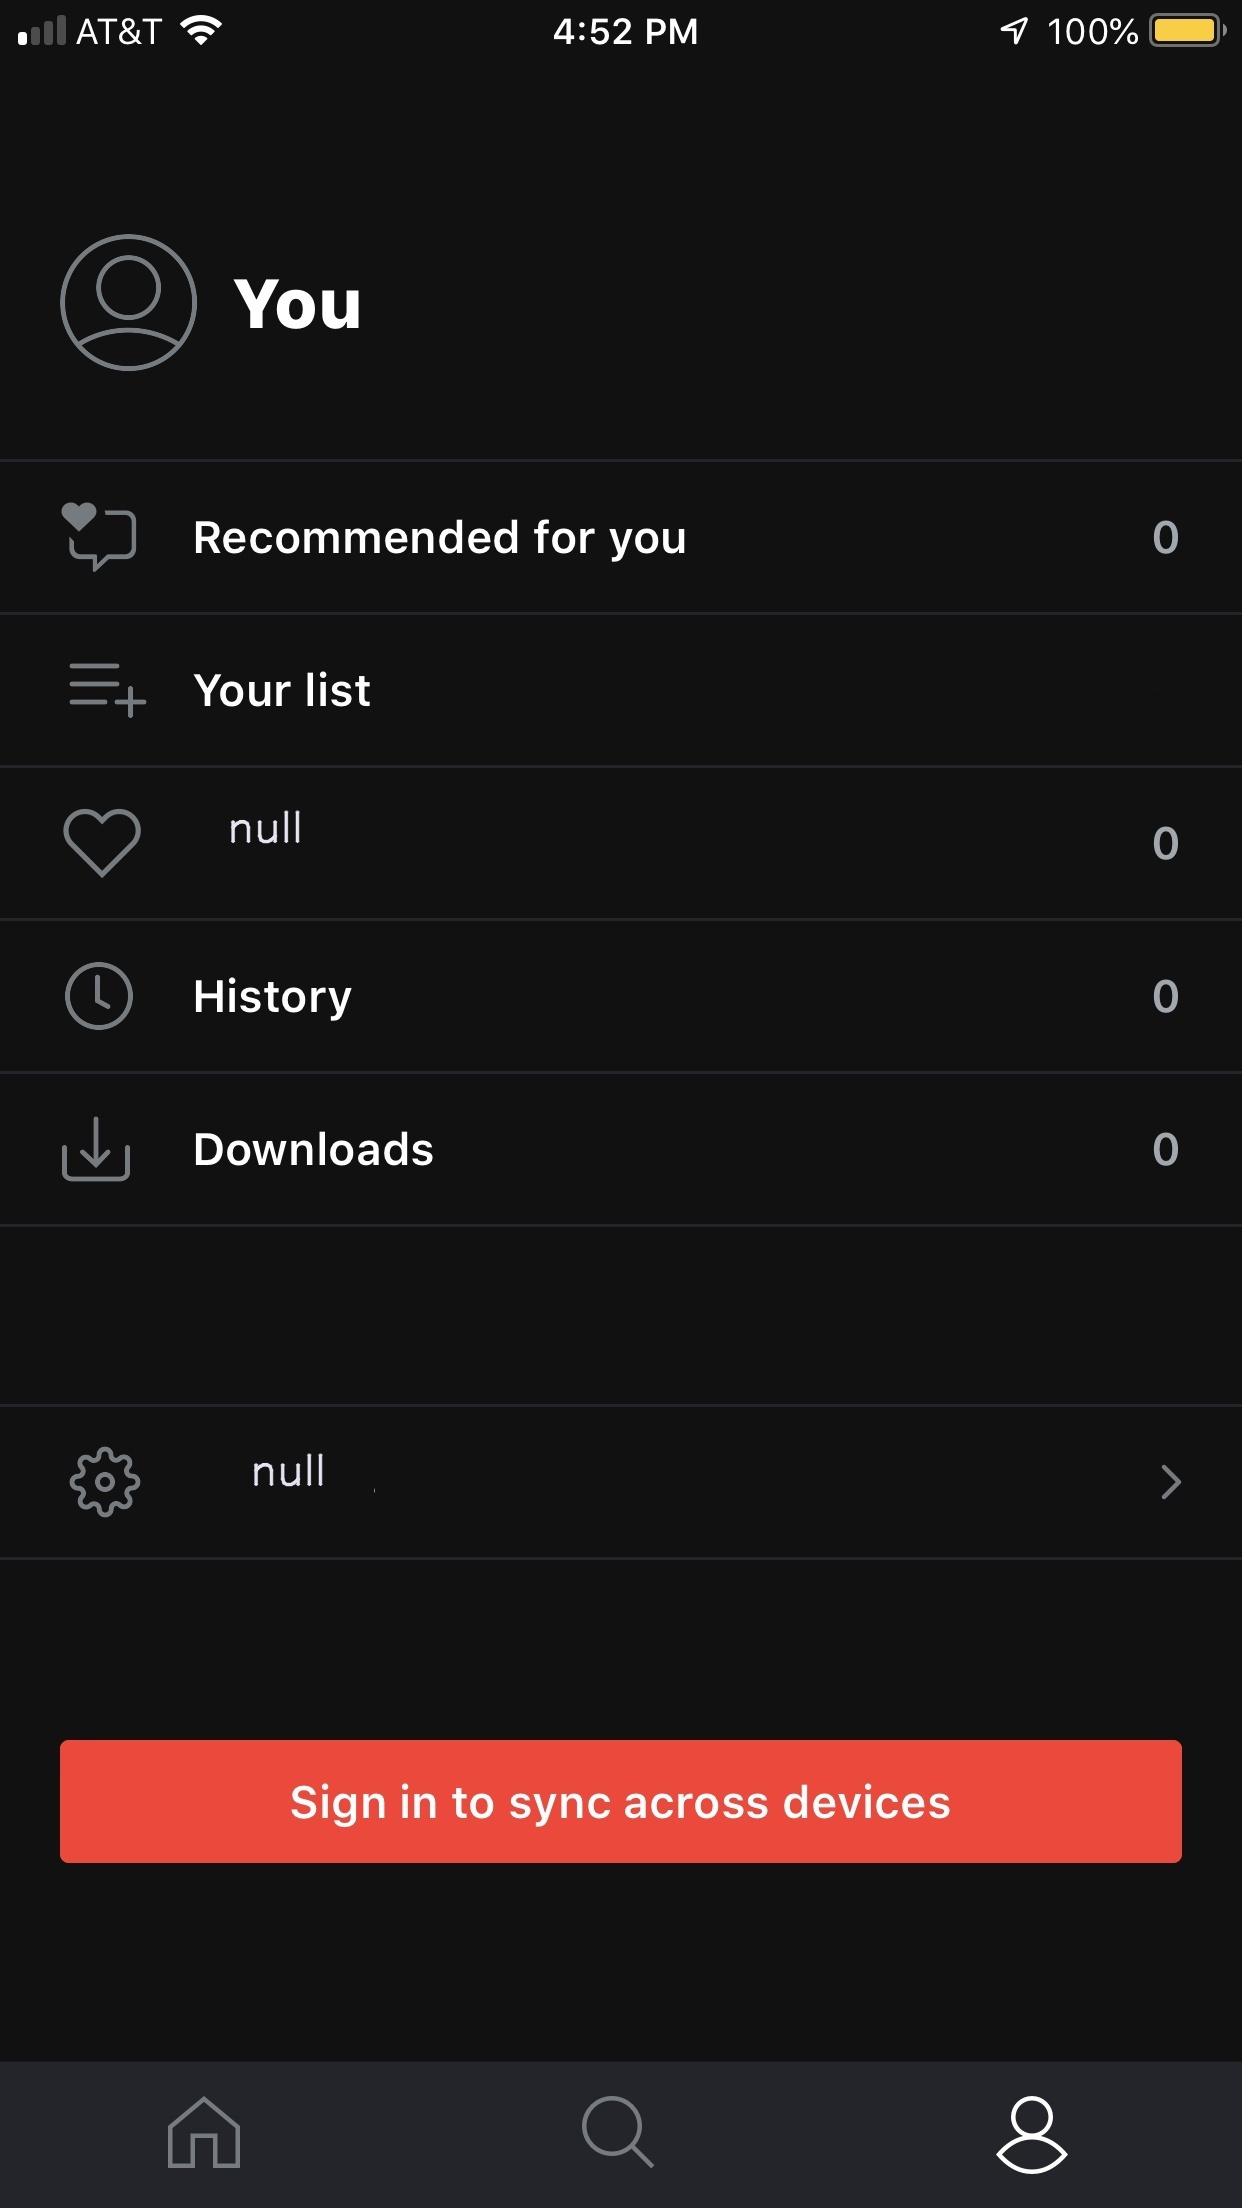 AT&T 4:52 PM 100%
You
Recommended for you 0
Your list
null 0
History 0
Downloads 0
null
Sign in to sync across devices